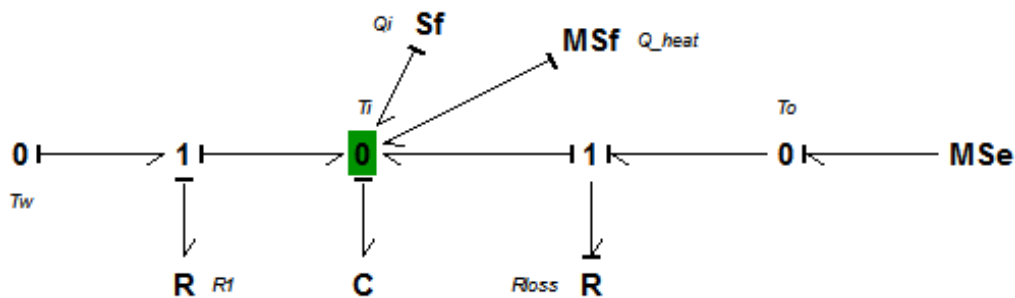 Qi Sf
MSf Q_heat
Ti
To
0 1 0 1 0 MSe
Tw
R R1 C Rloss R